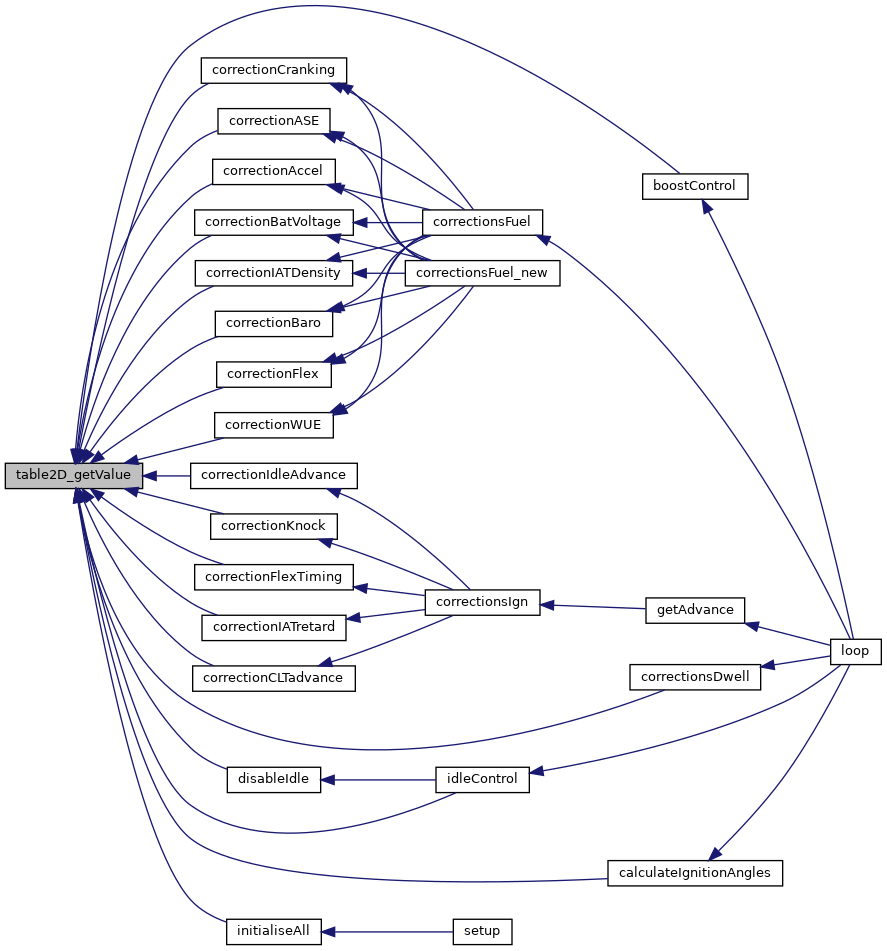 correctionCranking
correctionASE
correctionAccel
boostControl
correctionBatVoltage
correctionsFuel
correctionIATDensity
correctionsFuel_new
correctionBaro
correctionFlex
correctionWUE
table2D_getValue
correctionIdleAdvance
correctionKnock
correctionFlexTiming
correctionsIgn
getAdvance
correctionIATretard
loop
correctionCLTadvance
correctionsDwell
disableIdle
idleControl
calculateIgnitionAngles
initialiseAll
setup